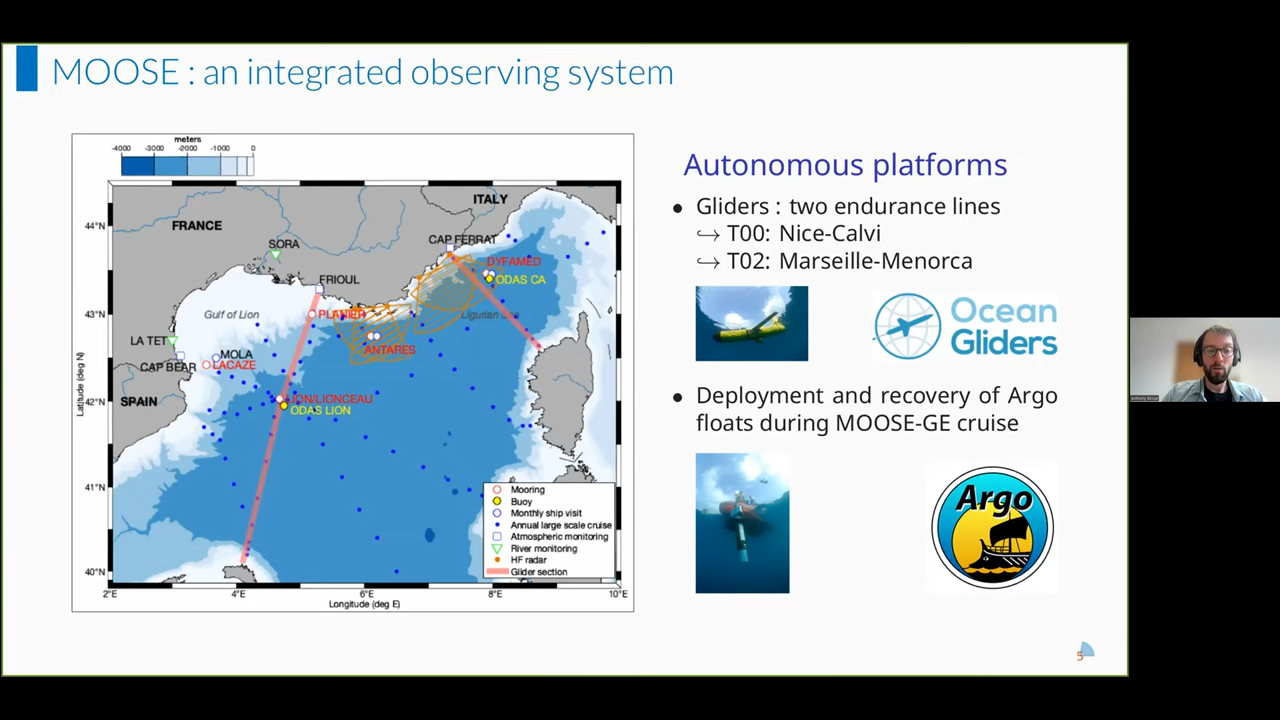 MOOSE : an integrated observing system
meters
-4000 -3000 -2000 -1000 0
ITALY
44°N
FRANCE
CAP FERRAT
SORA
DYFAMED
FRIOUL
ODAS CA
43°N
Gulf of Lion
PLANIER
Ligurian Sea
LA TET
MOLA
ANTARES
CAP BEAR
LACAZE
42°N
SPAIN
LION/LIONCEAU
ODAS LION
41°N
40°N
Latitude (deg N)
Mooring
Buoy
Monthly ship visit
Annual large scale cruise
Atmospheric monitoring
River monitoring
HF radar
Glider section
2°E 4°E 6°E 8°E 10°E
Longitude (deg E)
Autonomous platforms
• Gliders : two endurance lines
↪ T00: Nice-Calvi
↪ T02: Marseille-Menorca
Ocean
Gliders
• Deployment and recovery of Argo
floats during MOOSE-GE cruise
Argo
5